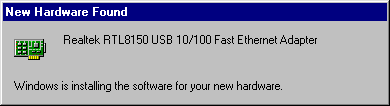 New Hardware Found
Realtek RTL8150 USB 10/100 Fast Ethernet Adapter
Windows is installing the software for your new hardware.